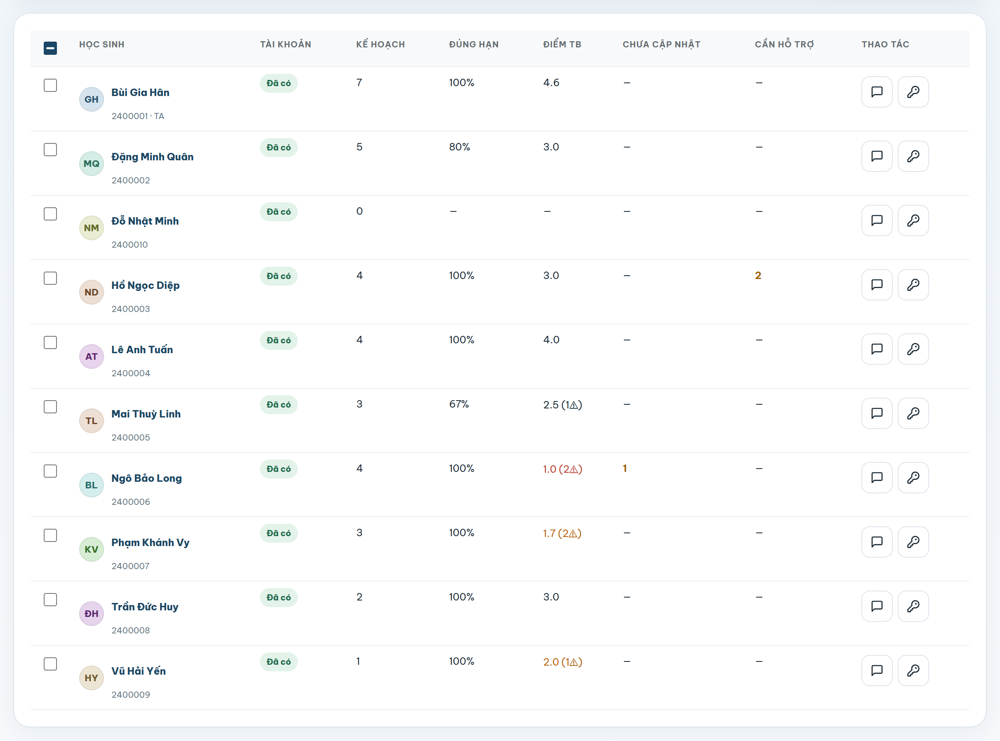 HỌC SINH TÀI KHOẢN KẾ HOẠCH ĐÚNG HẠN ĐIỂM TB CHƯA CẬP NHẬT CẦN HỖ TRỢ THAO TÁC
GH Bùi Gia Hân Đã có 7 100% 4.6 – –
2400001 · TA
MQ Đặng Minh Quân Đã có 5 80% 3.0 – –
2400002
NM Đỗ Nhật Minh Đã có 0 – – – –
2400010
ND Hồ Ngọc Diệp Đã có 4 100% 3.0 – 2
2400003
AT Lê Anh Tuấn Đã có 4 100% 4.0 – –
2400004
TL Mai Thuỳ Linh Đã có 3 67% 2.5 (1⚠) – –
2400005
BL Ngô Bảo Long Đã có 4 100% 1.0 (2⚠) 1 –
2400006
KV Phạm Khánh Vy Đã có 3 100% 1.7 (2⚠) – –
2400007
ĐH Trần Đức Huy Đã có 2 100% 3.0 – –
2400008
HY Vũ Hải Yến Đã có 1 100% 2.0 (1⚠) – –
2400009